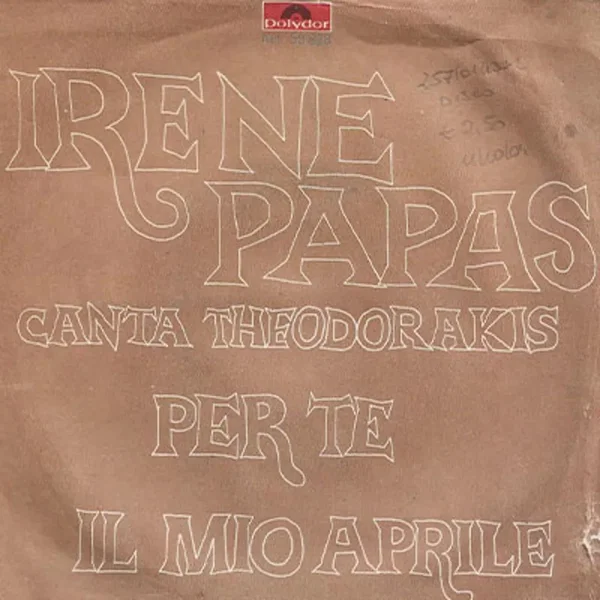 Polydor
IRENE
PAPAS
CANTA THEODORAKIS
PER TE
IL MIO APRILE